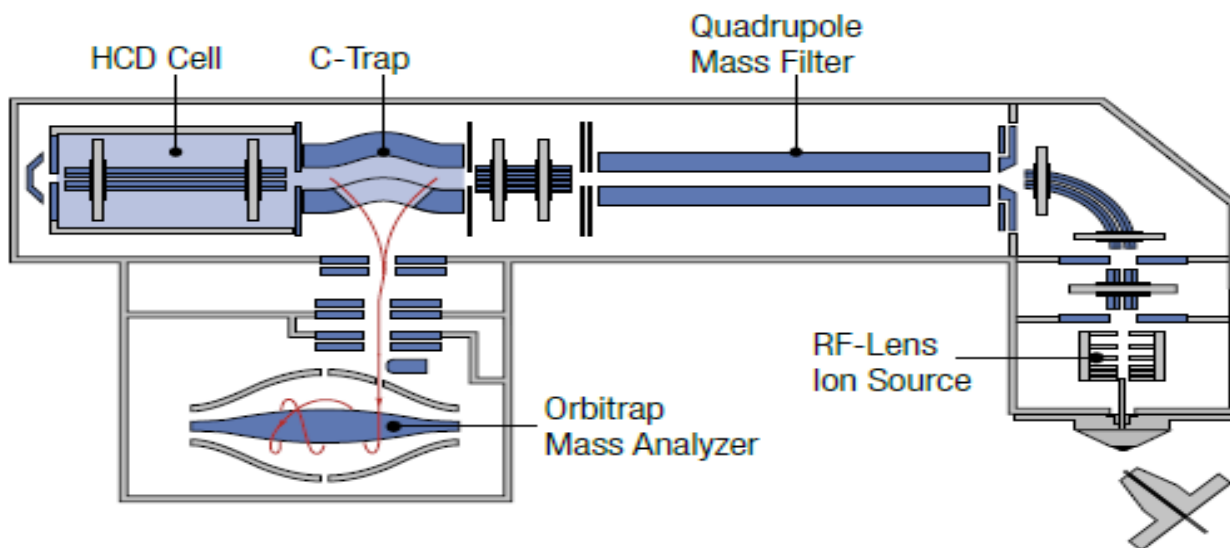 HCD Cell
C-Trap
Quadrupole
Mass Filter
RF-Lens
Ion Source
Orbitrap
Mass Analyzer